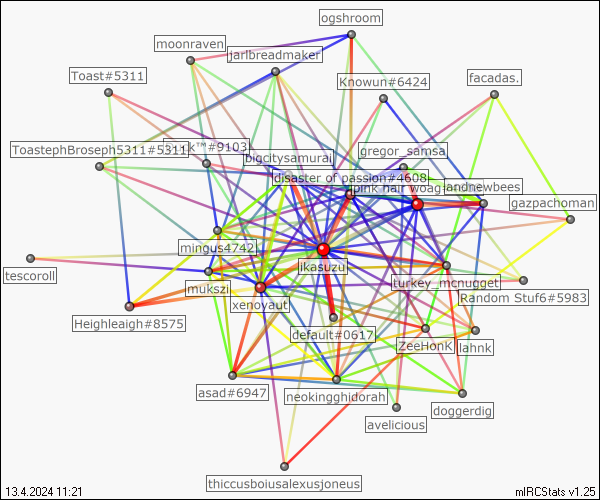 ogshroom
moonraven
jarlbreadmaker
Toast#5311
Knowun#6424
facadas.
ToastephBroseph5311#5311
k™#9103
bigcitysamurai
gregor_samsa
disaster of passion#4608
pink hair woag
andnewbees
gazpachoman
mingus4742
likasuzu
tescoroll
mukszi
turkey_mcnugget
xenovaut
Random Stuf6#5983
Heighleaigh#8575
default#0617
ZeeHonk
lahnk
asad#6947
neokingghidorah
doggerdig
avelicious
thiccusboiusalexusjoneus
13.4.2024 11:21
mIRCStats v1.25